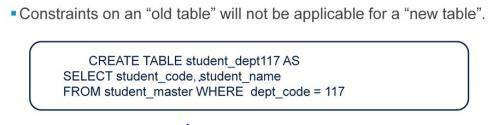 ▪ Constraints on an “old table” will not be applicable for a “new table”.
CREATE TABLE student_dept117 AS
SELECT student_code, student_name
FROM student_master WHERE dept_code = 117